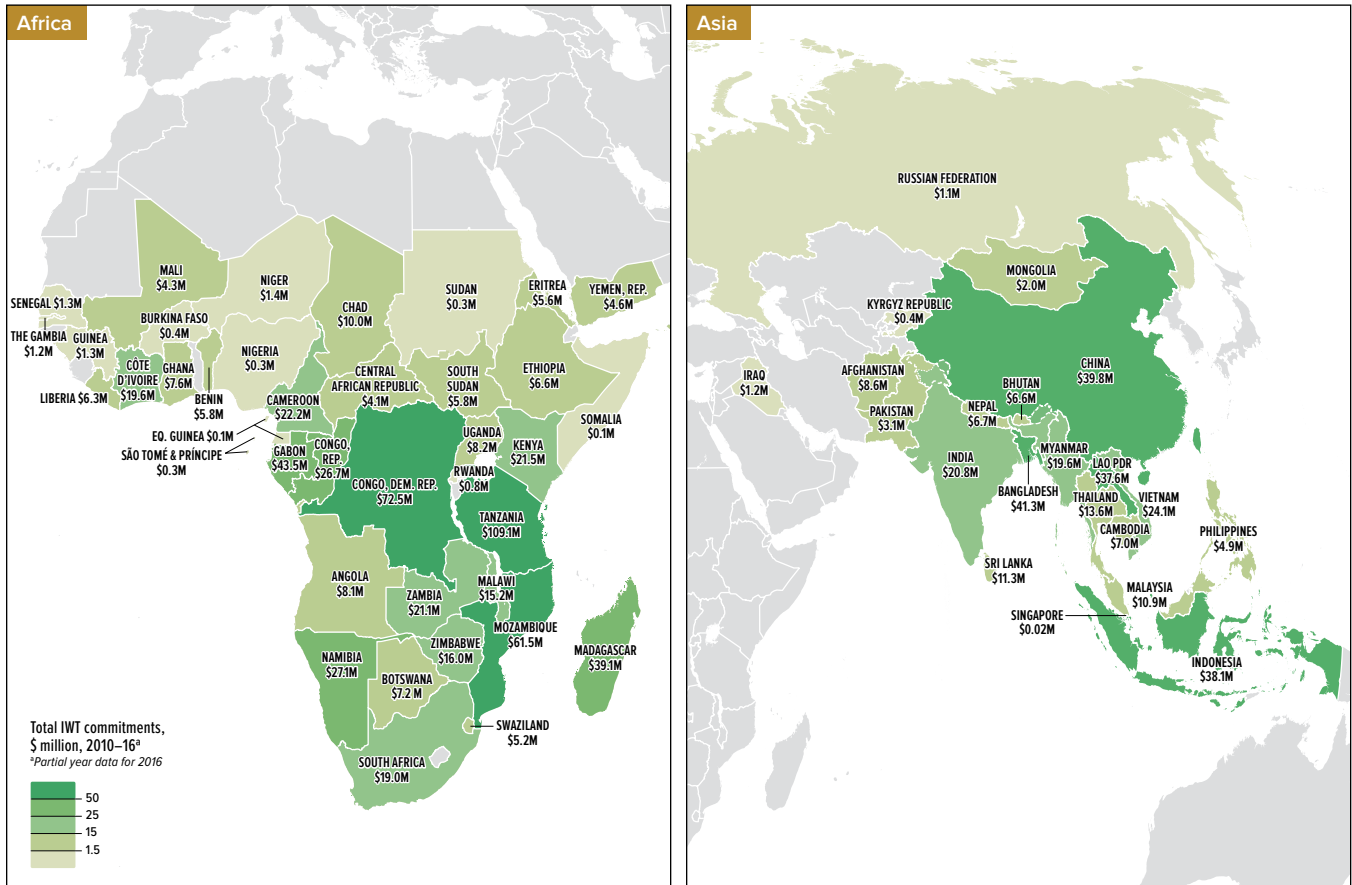 Africa
MALI
$4.3M
NIGER
$1.4M
CHAD
$10.0M
SUDAN
$0.3M
ERITREA
$5.6M
YEMEN, REP.
$4.6M
SENEGAL $1.3M
THE GAMBIA
$1.2M
GUINEA
$1.3M
BURKINA FASO
$0.4M
CÔTE
D'IVOIRE
$19.6M
GHANA
$7.6M
NIGERIA
$0.3M
LIBERIA $6.3M
BENIN
$5.8M
CAMEROON
$22.2M
CENTRAL
AFRICAN REPUBLIC
$4.1M
SOUTH
SUDAN
$5.8M
ETHIOPIA
$6.6M
SOMALIA
$0.1M
EQ. GUINEA $0.1M
SÃO TOMÉ & PRÍNCIPE
$0.3M
GABON
$43.5M
CONGO,
REP.
$26.7M
CONGO, DEM. REP.
$72.5M
UGANDA
$8.2M
KENYA
$21.5M
RWANDA
$0.8M
TANZANIA
$109.1M
ANGOLA
$8.1M
ZAMBIA
$21.1M
MALAWI
$15.2M
MOZAMBIQUE
$61.5M
ZIMBABWE
$16.0M
MADAGASCAR
$39.1M
NAMIBIA
$27.1M
BOTSWANA
$7.2 M
SWAZILAND
$5.2M
SOUTH AFRICA
$19.0M
Total IWT commitments,
$ million, 2010–16a
aPartial year data for 2016
50
25
15
1.5
Asia
RUSSIAN FEDERATION
$1.1M
MONGOLIA
$2.0M
KYRGYZ REPUBLIC
$0.4M
CHINA
$39.8M
IRAQ
$1.2M
AFGHANISTAN
$8.6M
PAKISTAN
$3.1M
NEPAL
$6.7M
BHUTAN
$6.6M
INDIA
$20.8M
MYANMAR
$19.6M
LAO PDR
$37.6M
BANGLADESH
$41.3M
THAILAND
$13.6M
VIETNAM
$24.1M
CAMBODIA
$7.0M
PHILIPPINES
$4.9M
SRI LANKA
$11.3M
MALAYSIA
$10.9M
SINGAPORE
$0.02M
INDONESIA
$38.1M